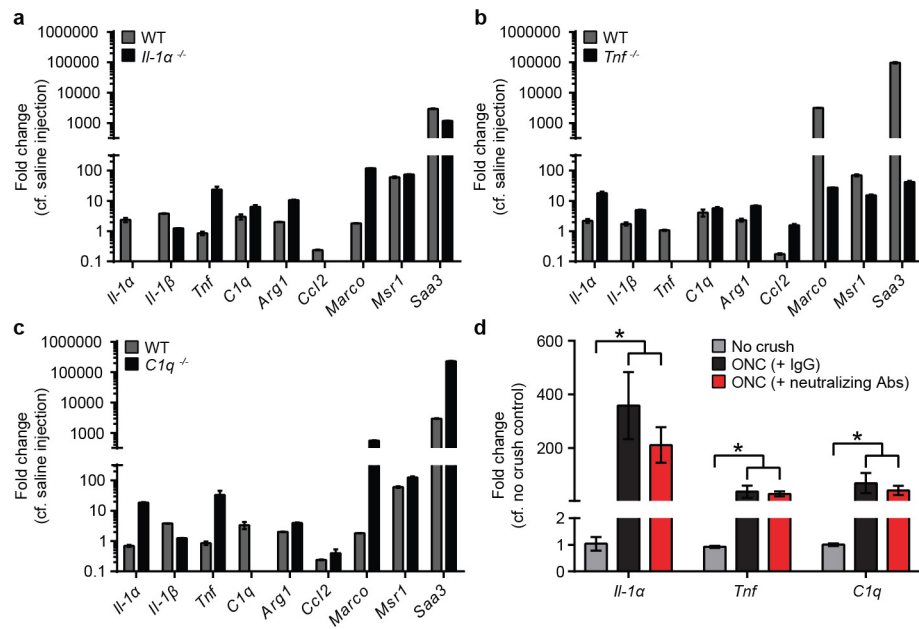 a
Fold change
(cf. saline injection)
1000000
100000
10000
1000
100
10
1
0.1
WT
Il-1α -/-
Il-1α Il-1β Tnf C1q Arg1 Ccl2 Marco Msr1 Saa3
b
Fold change
(cf. saline injection)
1000000
100000
10000
1000
100
10
1
0.1
WT
Tnf -/-
Il-1α Il-1β Tnf C1q Arg1 Ccl2 Marco Msr1 Saa3
c
Fold change
(cf. saline injection)
1000000
100000
10000
1000
100
10
1
0.1
WT
C1q -/-
Il-1α Il-1β Tnf C1q Arg1 Ccl2 Marco Msr1 Saa3
d
Fold change
(cf. no crush control)
600
400
200
2
1
0
No crush
ONC (+ IgG)
ONC (+ neutralizing Abs)
* * *
Il-1α Tnf C1q